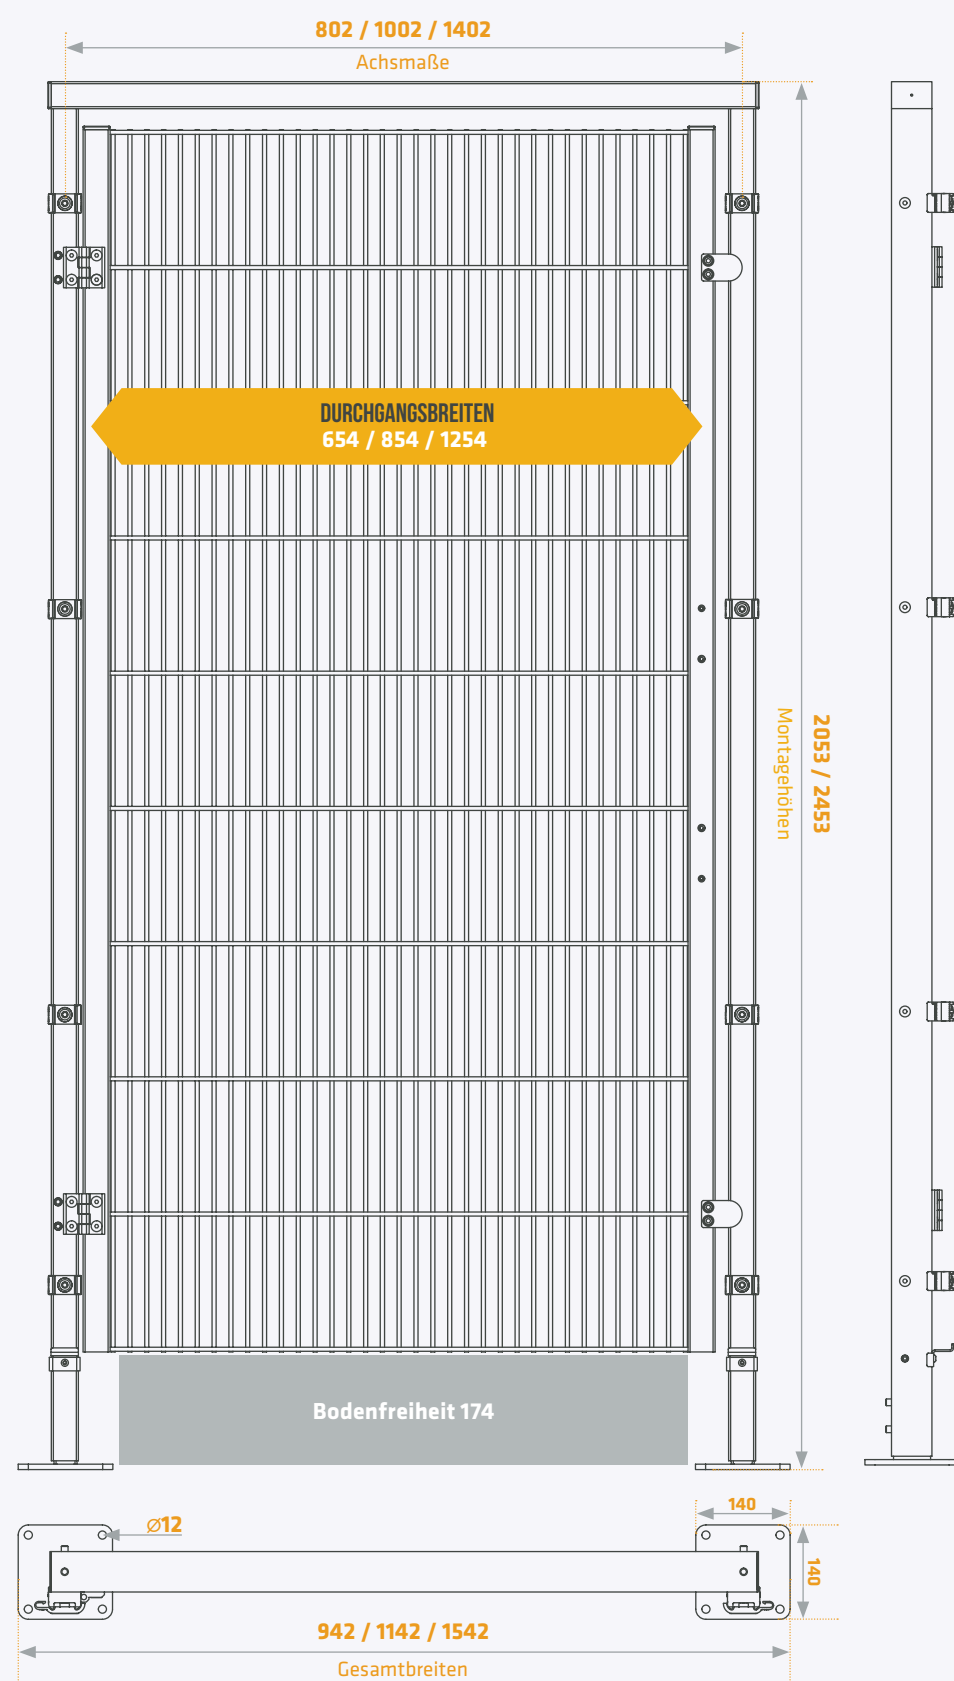 802 / 1002 / 1402
Achsmaße
DURCHGANGSBREITEN
654 / 854 / 1254
2053 / 2453
Montagehöhen
Bodenfreiheit 174
140
Ø12
140
942 / 1142 / 1542
Gesamtbreiten